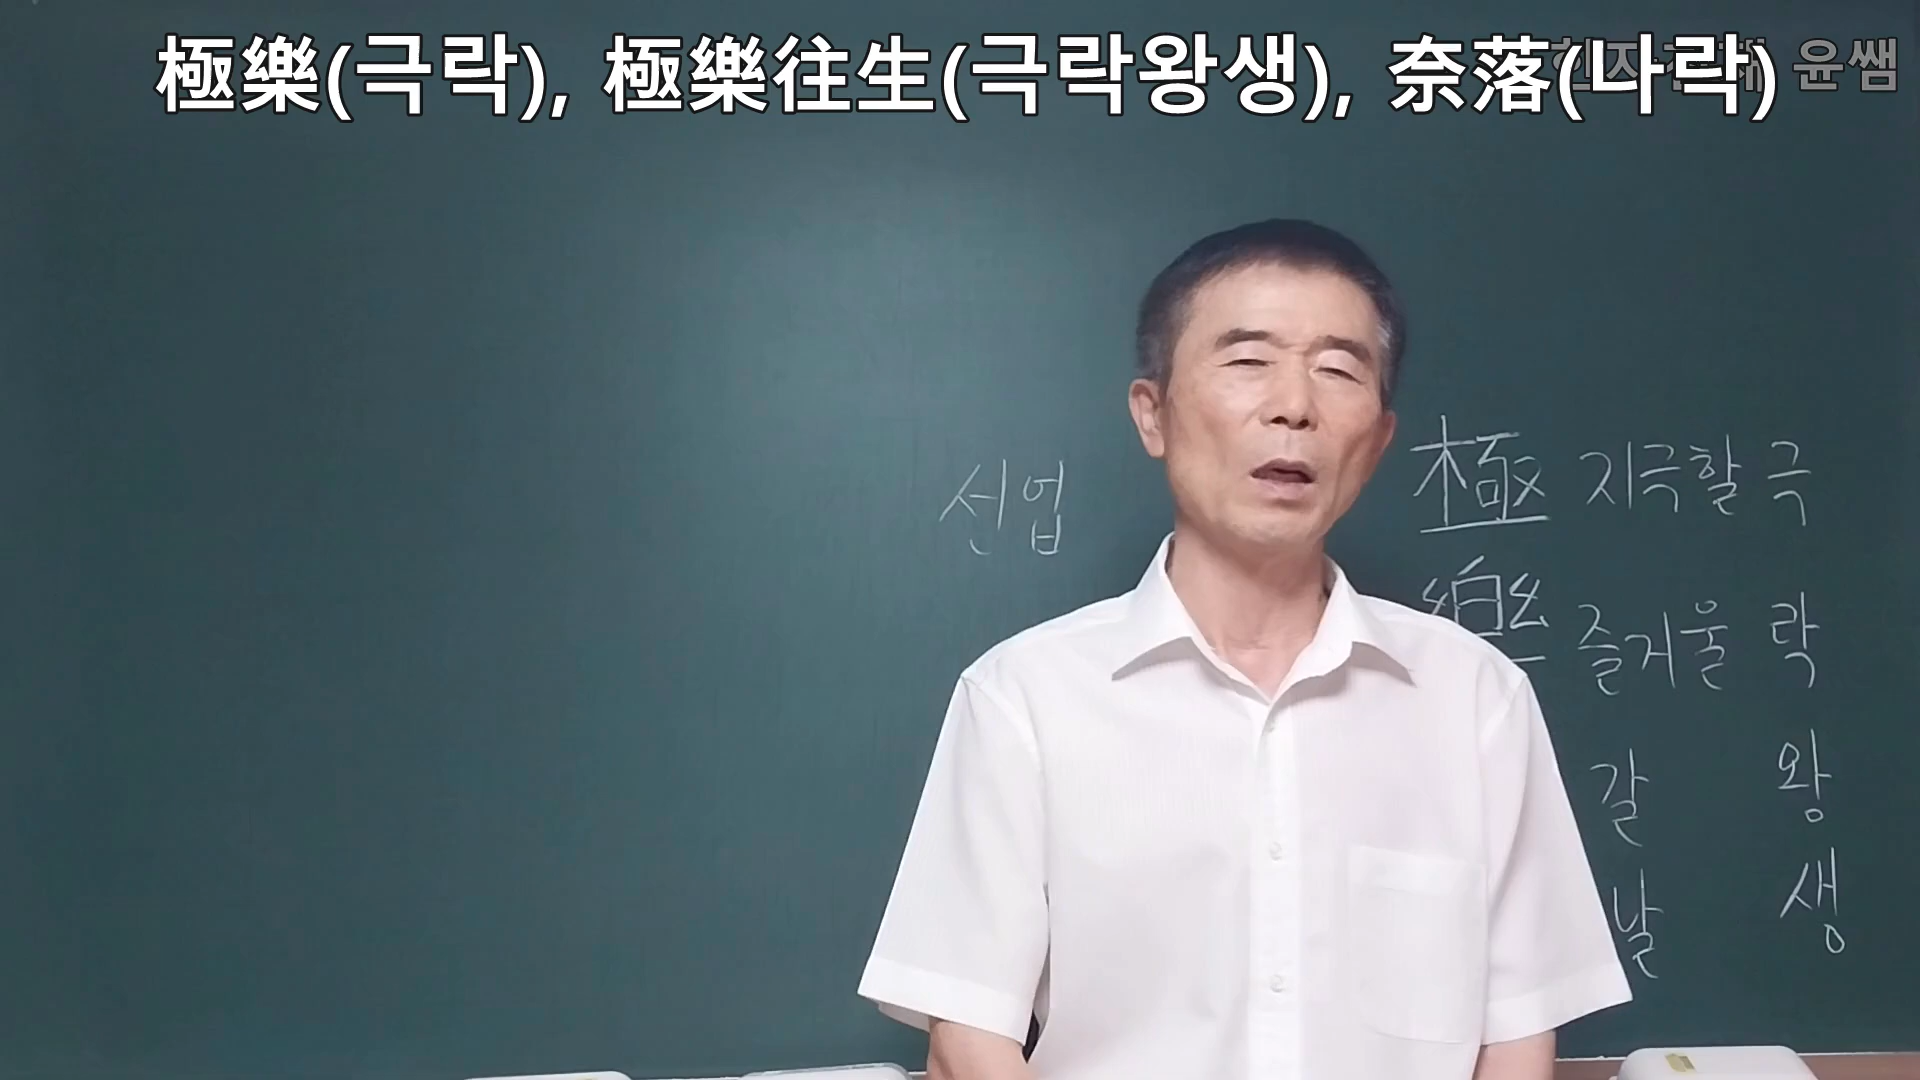 極樂(극락), 極樂往生(극락왕생), 奈落(나락)
윤쌤
선업
極 지극할 극
樂 즐거울 락
갈 왕
날 생